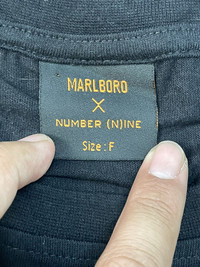 MARLBORO
X
NUMBER (N)INE
Size : F